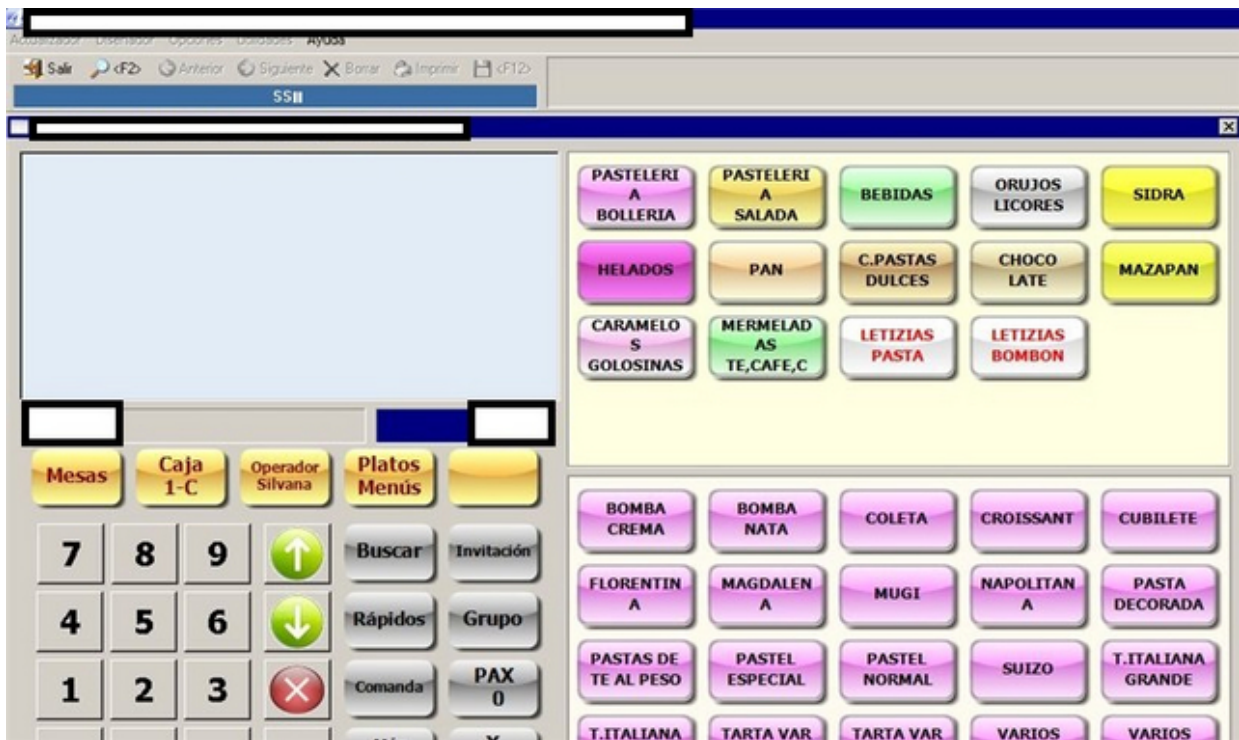 Actualizador Diseñador Opciones Utilidades Ayuda
Salir <F2> Anterior Siguiente Borrar Imprimir <F12>
SSII
PASTELERI
A
BOLLERIA
PASTELERI
A
SALADA
BEBIDAS
ORUJOS
LICORES
SIDRA
HELADOS
PAN
C.PASTAS
DULCES
CHOCO
LATE
MAZAPAN
CARAMELO
S
GOLOSINAS
MERMELAD
AS
TE,CAFE,C
LETIZIAS
PASTA
LETIZIAS
BOMBON
Mesas
Caja
1-C
Operador
Silvana
Platos
Menús
7 8 9 Buscar Invitación
4 5 6 Rápidos Grupo
1 2 3 Comanda PAX
0
BOMBA
CREMA
BOMBA
NATA
COLETA
CROISSANT
CUBILETE
FLORENTIN
A
MAGDALEN
A
MUGI
NAPOLITAN
A
PASTA
DECORADA
PASTAS DE
TE AL PESO
PASTEL
ESPECIAL
PASTEL
NORMAL
SUIZO
T.ITALIANA
GRANDE
T.ITALIANA
TARTA VAR
TARTA VAR
VARIOS
VARIOS